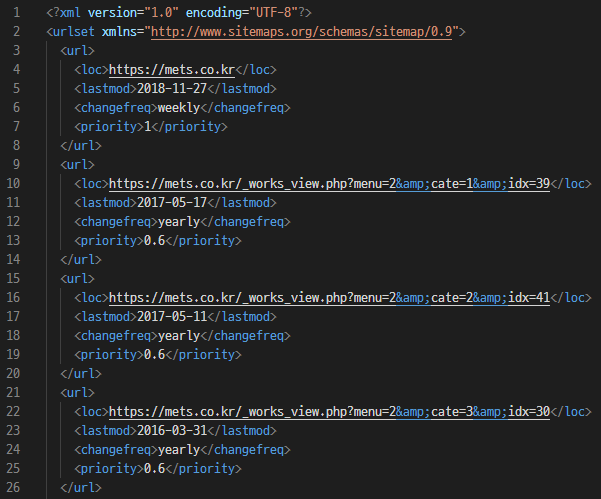 1 <?xml version="1.0" encoding="UTF-8"?>
2 <urlset xmlns="http://www.sitemaps.org/schemas/sitemap/0.9">
3 <url>
4 <loc>https://mets.co.kr</loc>
5 <lastmod>2018-11-27</lastmod>
6 <changefreq>weekly</changefreq>
7 <priority>1</priority>
8 </url>
9 <url>
10 <loc>https://mets.co.kr/_works_view.php?menu=2&amp;cate=1&amp;idx=39</loc>
11 <lastmod>2017-05-17</lastmod>
12 <changefreq>yearly</changefreq>
13 <priority>0.6</priority>
14 </url>
15 <url>
16 <loc>https://mets.co.kr/_works_view.php?menu=2&amp;cate=2&amp;idx=41</loc>
17 <lastmod>2017-05-11</lastmod>
18 <changefreq>yearly</changefreq>
19 <priority>0.6</priority>
20 </url>
21 <url>
22 <loc>https://mets.co.kr/_works_view.php?menu=2&amp;cate=3&amp;idx=30</loc>
23 <lastmod>2016-03-31</lastmod>
24 <changefreq>yearly</changefreq>
25 <priority>0.6</priority>
26 </url>